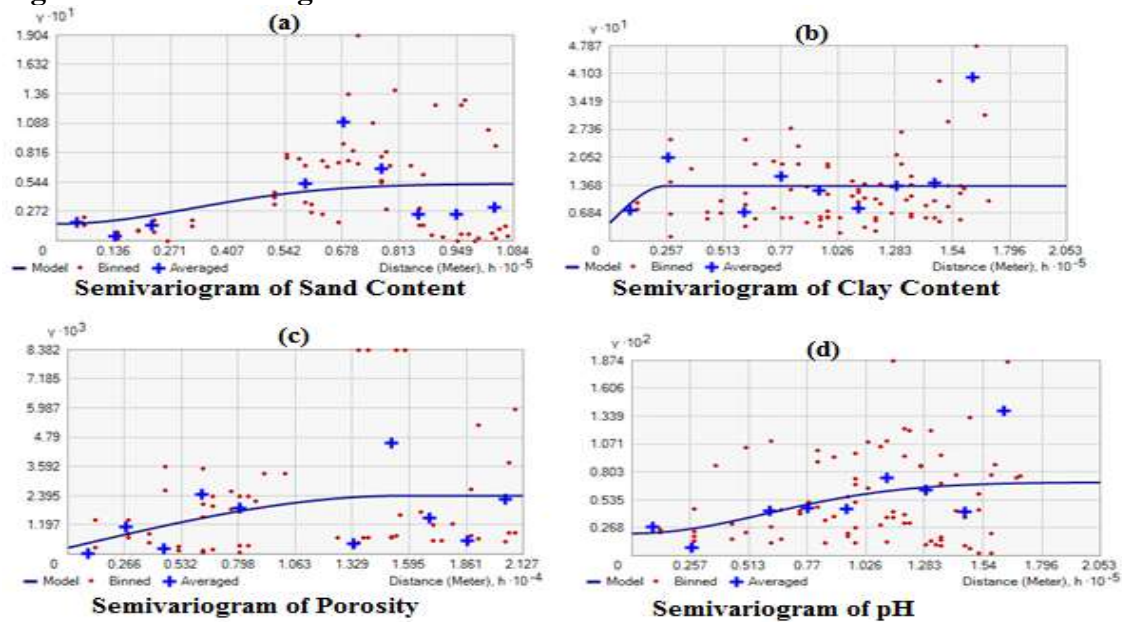 (a)
γ·10¹
1.904
1.632
1.36
1.088
0.816
0.544
0.272
0 0.136 0.271 0.407 0.542 0.678 0.813 0.949 1.084
Model Binned Averaged Distance (Meter), h·10⁻⁵
Semivariogram of Sand Content
(b)
γ·10¹
4.787
4.103
3.419
2.736
2.052
1.368
0.684
0 0.257 0.513 0.77 1.026 1.283 1.54 1.796 2.053
Model Binned Averaged Distance (Meter), h·10⁻⁵
Semivariogram of Clay Content
(c)
γ·10³
8.382
7.185
5.987
4.79
3.592
2.395
1.197
0 0.266 0.532 0.798 1.063 1.329 1.595 1.861 2.127
Model Binned Averaged Distance (Meter), h·10⁻⁴
Semivariogram of Porosity
(d)
γ·10²
1.874
1.606
1.339
1.071
0.803
0.535
0.268
0 0.257 0.513 0.77 1.026 1.283 1.54 1.796 2.053
Model Binned Averaged Distance (Meter), h·10⁻⁵
Semivariogram of pH